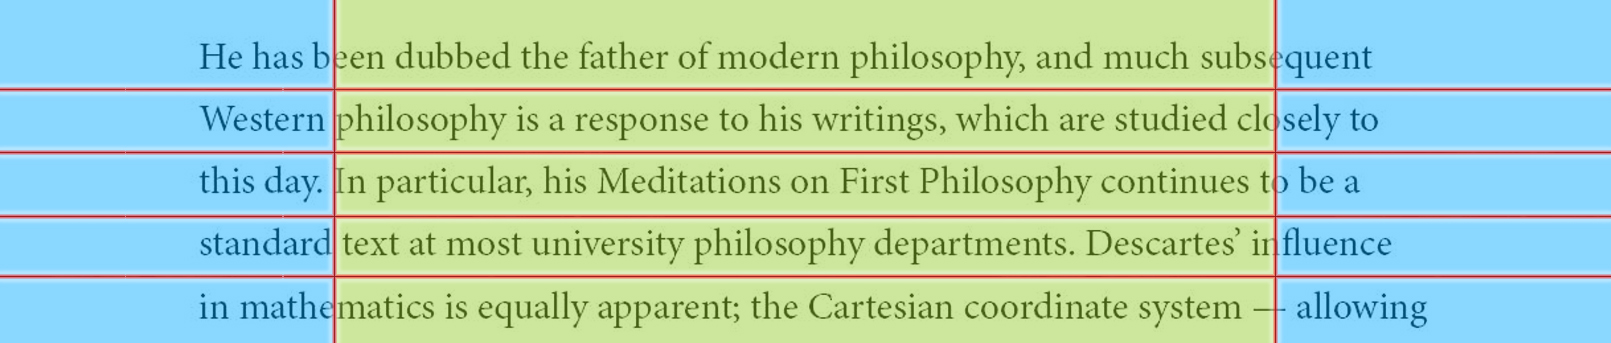 He has been dubbed the father of modern philosophy, and much subsequent
Western philosophy is a response to his writings, which are studied closely to
this day. In particular, his Meditations on First Philosophy continues to be a
standard text at most university philosophy departments. Descartes’ influence
in mathematics is equally apparent; the Cartesian coordinate system — allowing